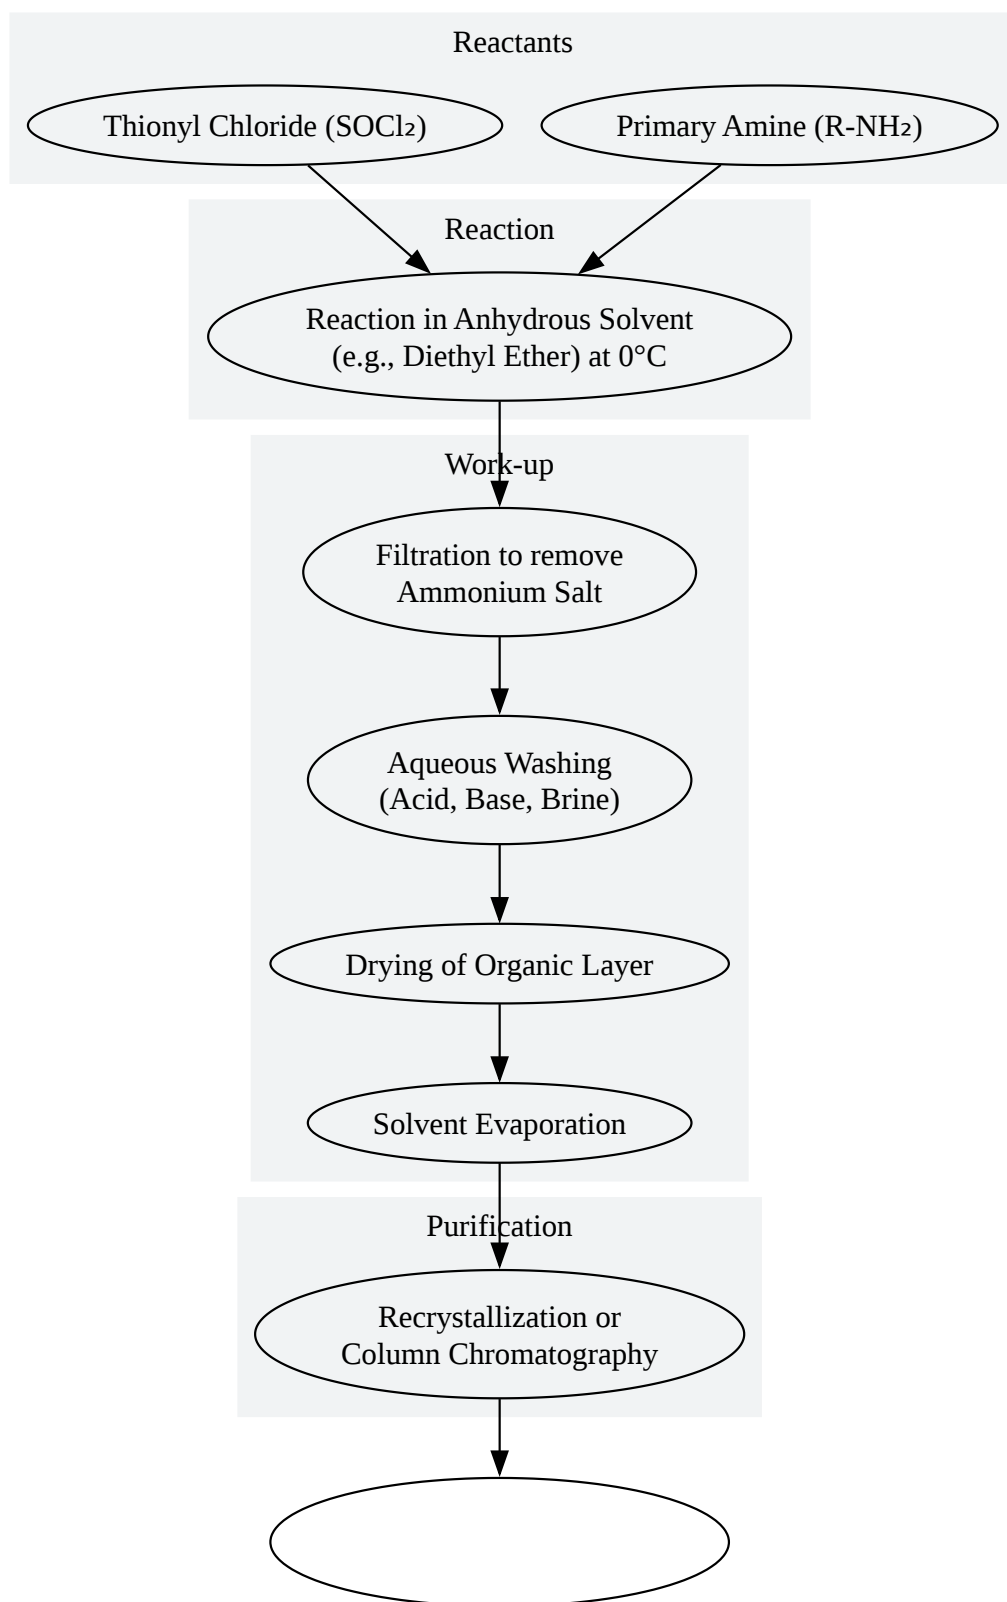 Reactants
Thionyl Chloride (SOCl₂)
Primary Amine (R-NH₂)
Reaction
Reaction in Anhydrous Solvent
(e.g., Diethyl Ether) at 0°C
Work-up
Filtration to remove
Ammonium Salt
Aqueous Washing
(Acid, Base, Brine)
Drying of Organic Layer
Solvent Evaporation
Purification
Recrystallization or
Column Chromatography